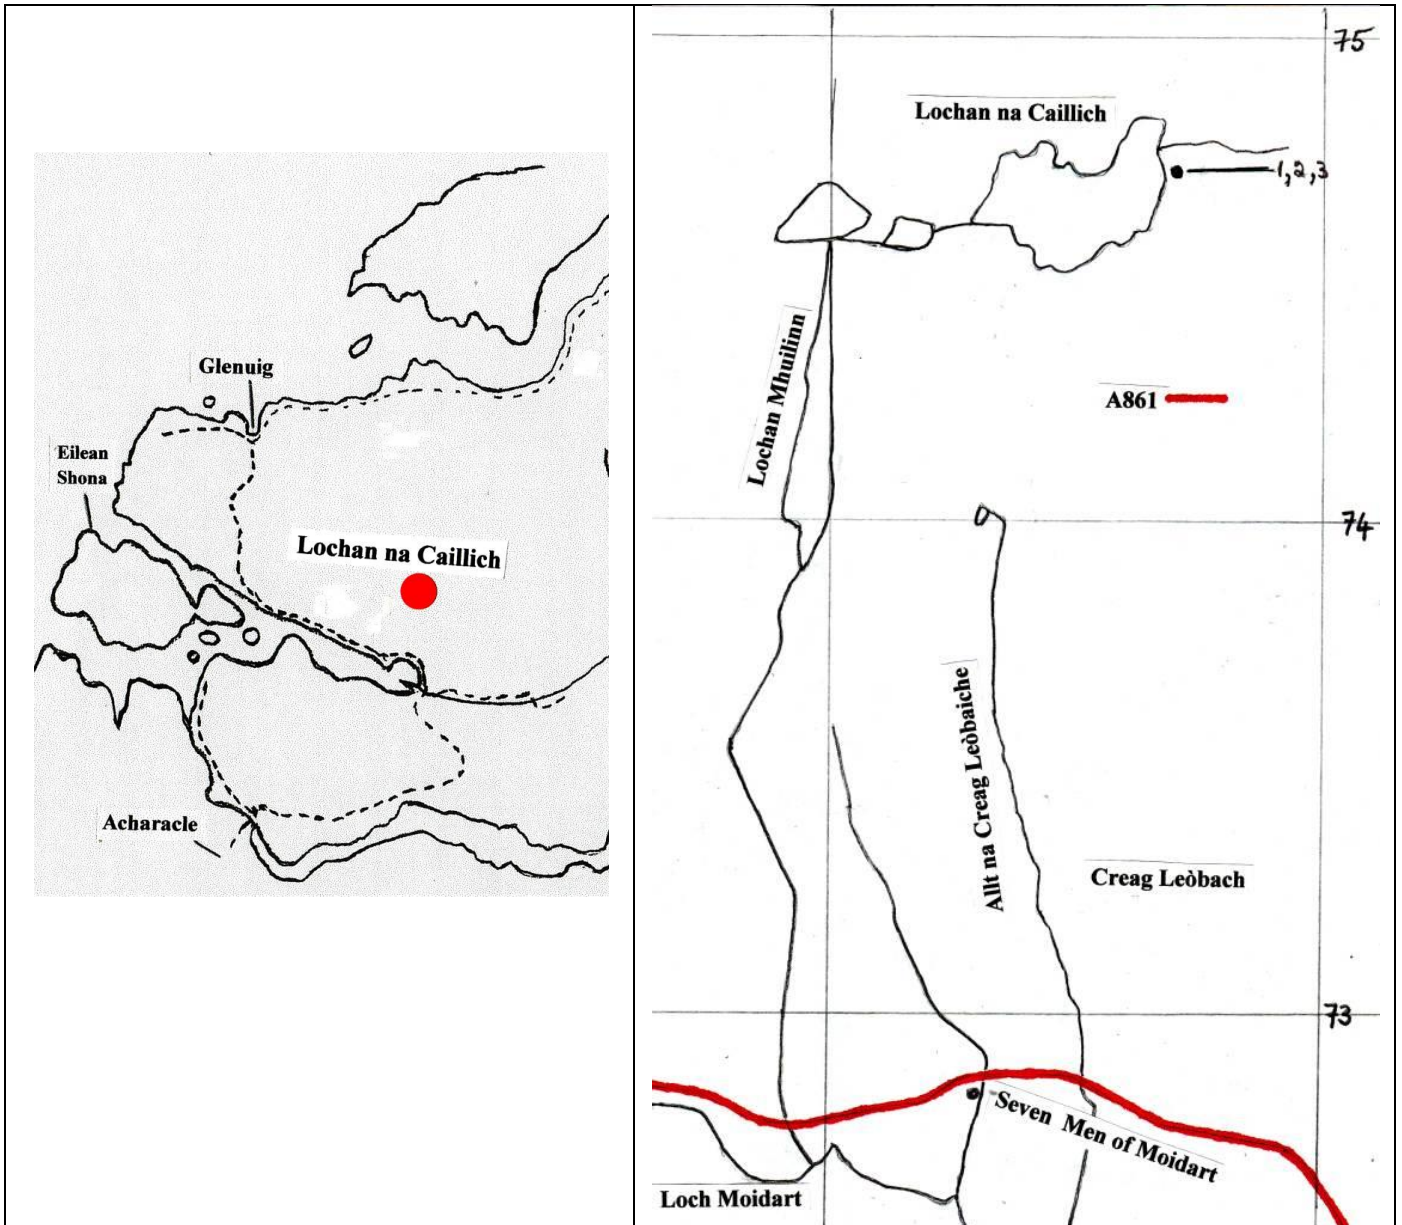 Glenuig
Eilean
Shona
Lochan na Caillich
Acharacle
75
Lochan na Caillich
1,2,3
Lochan Mhuilinn
A861
74
Allt na Creag Leòbaiche
Creag Leòbach
73
Seven Men of Moidart
Loch Moidart